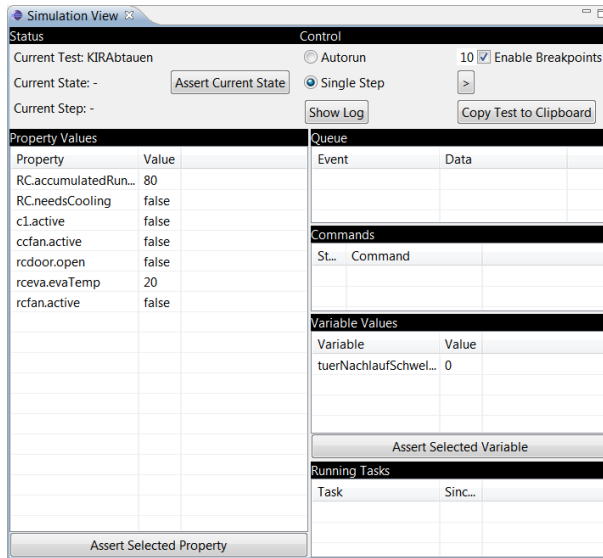 Simulation View
Status
Control
Current Test: KIRAbtauen
Autorun
10 Enable Breakpoints
Current State: -
Assert Current State
Single Step
>
Current Step: -
Show Log
Copy Test to Clipboard
Property Values
Property Value
RC.accumulatedRun... 80
RC.needsCooling false
c1.active false
ccfan.active false
rcdoor.open false
rceva.evaTemp 20
rcfan.active false
Assert Selected Property
Queue
Event Data
Commands
St... Command
Variable Values
Variable Value
tuerNachlaufSchwel... 0
Assert Selected Variable
Running Tasks
Task Sinc...